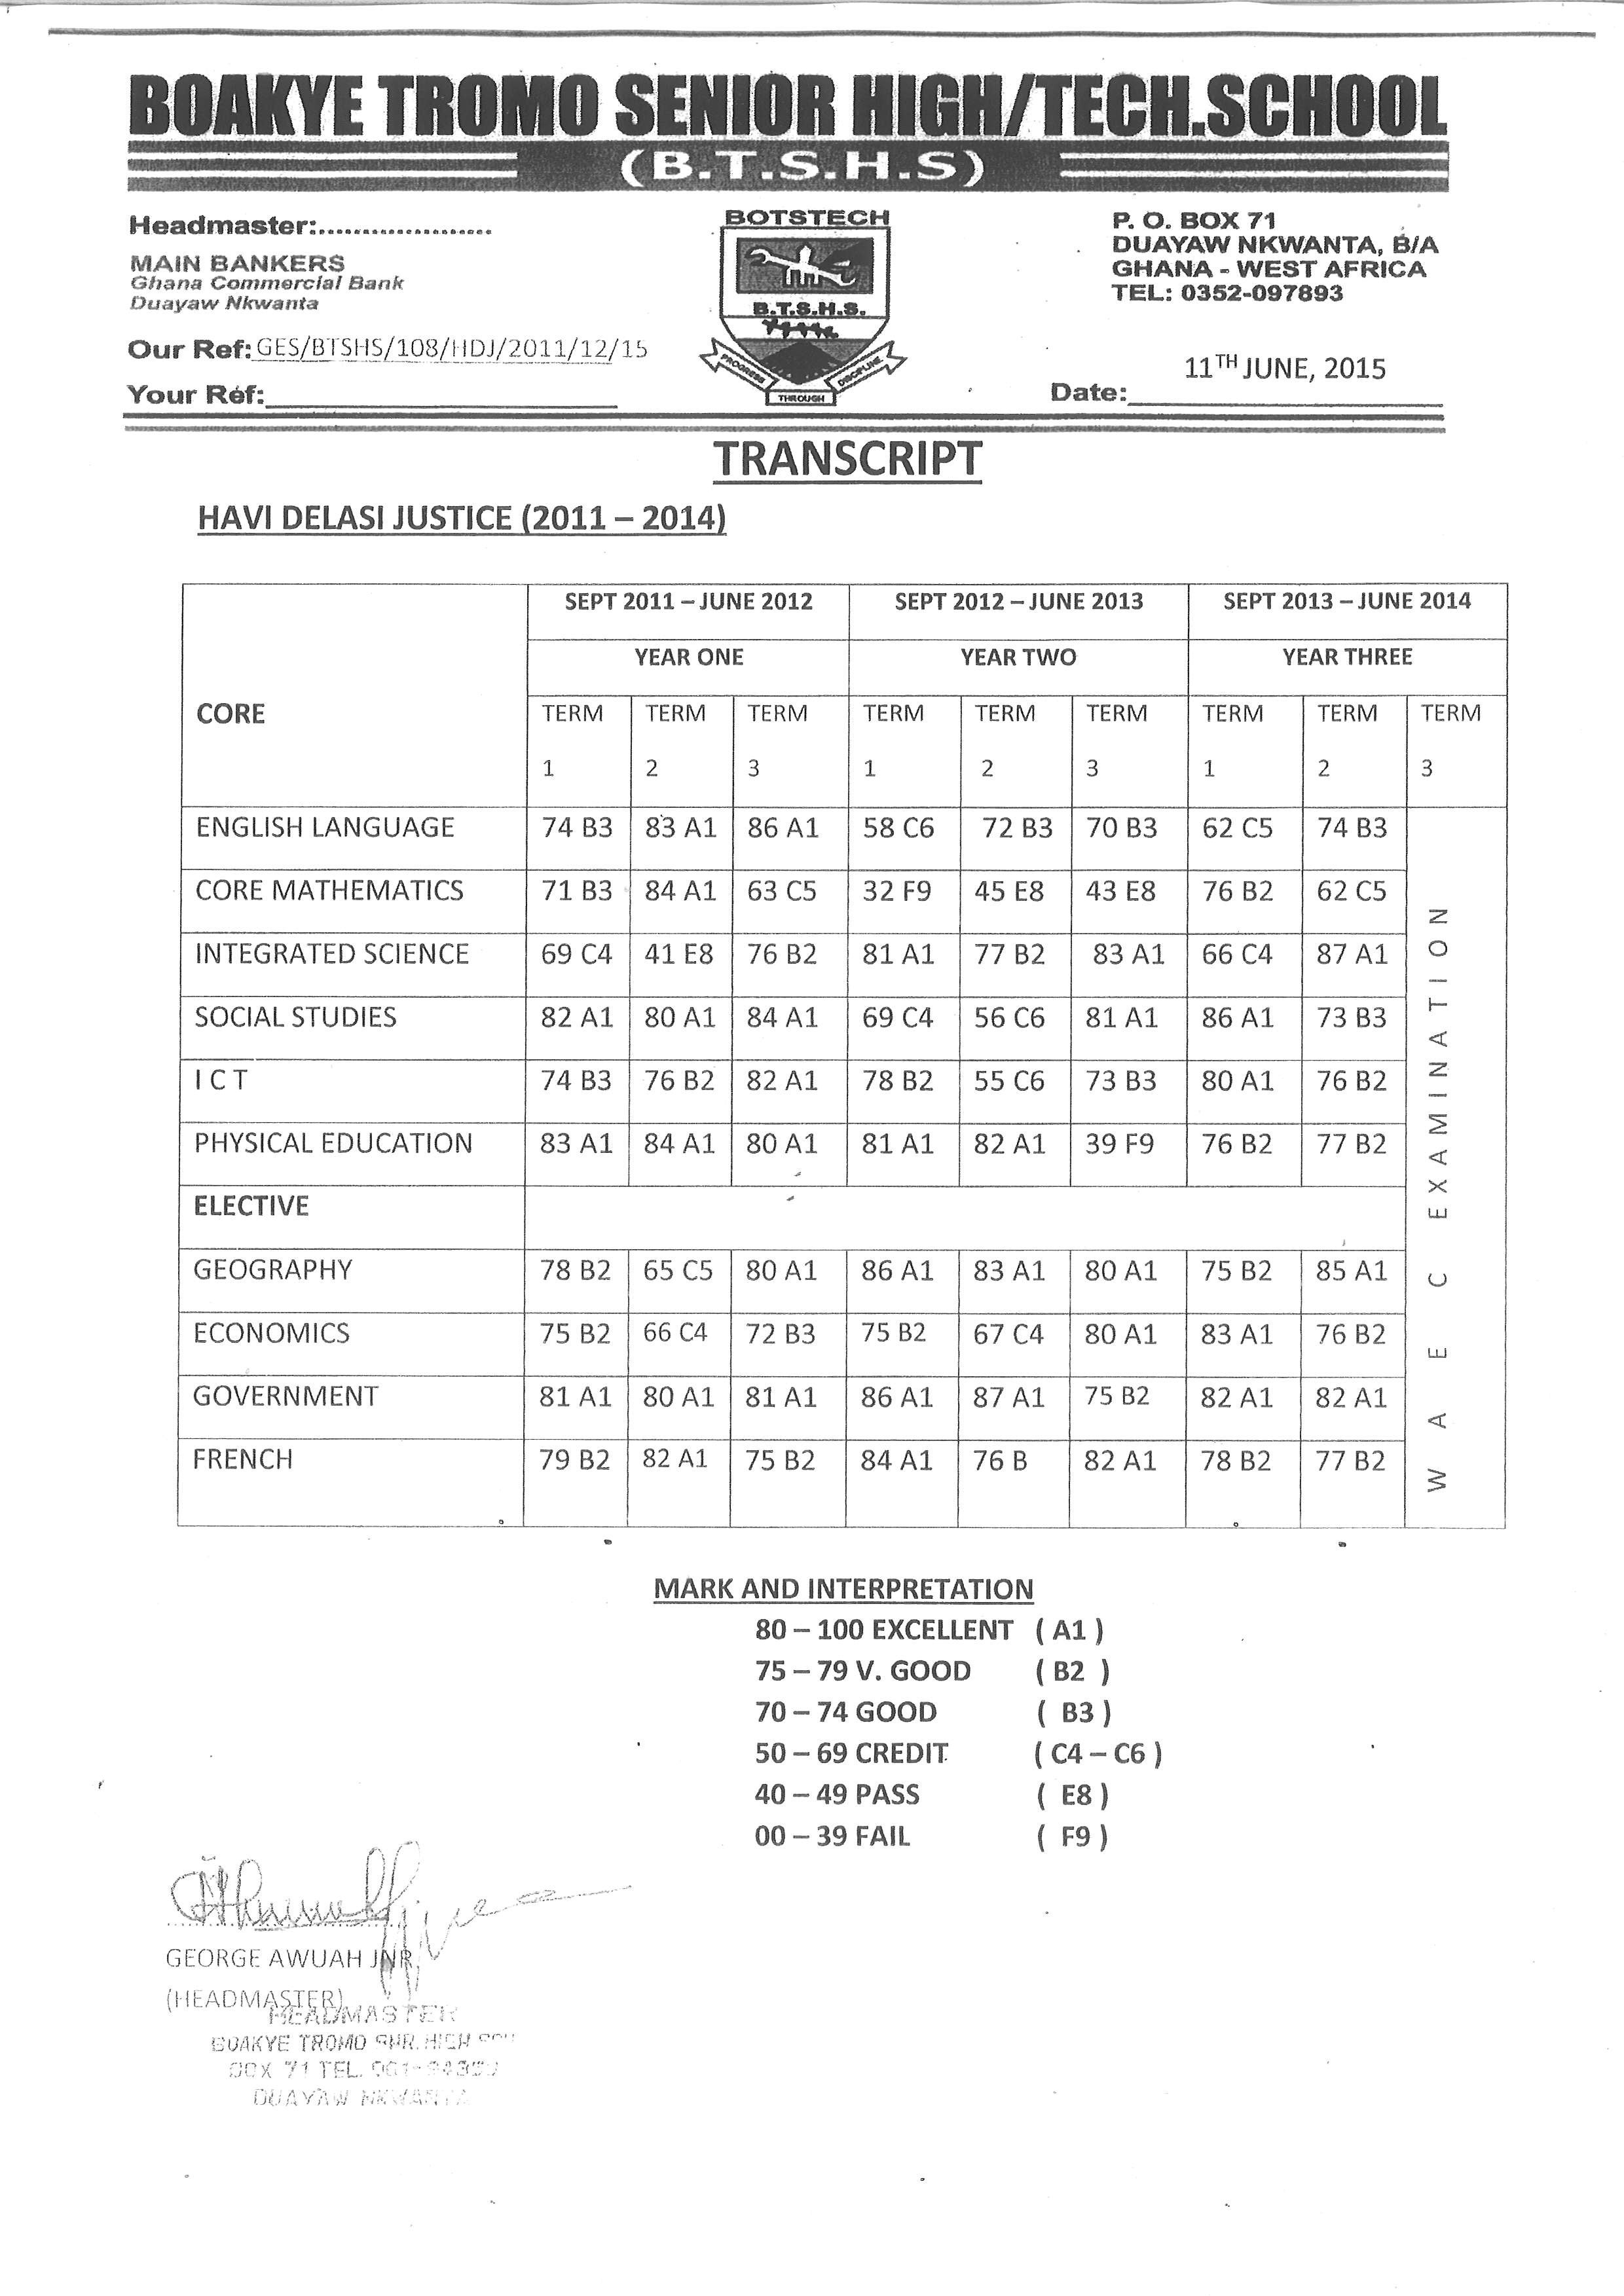 BOAKYE TROMO SENIOR HIGH/TECH.SCHOOL
(B.T.S.H.S)
Headmaster:......................
MAIN BANKERS
Ghana Commercial Bank
Duayaw Nkwanta
Our Ref: GES/BTSHS/108/HDJ/2011/12/15
Your Ref:
BOTSTECH
B.T.S.H.S.
PROGRESS THROUGH DISCIPLINE
P. O. BOX 71
DUAYAW NKWANTA, B/A
GHANA - WEST AFRICA
TEL: 0352-097893
11TH JUNE, 2015
Date:
TRANSCRIPT
HAVI DELASI JUSTICE (2011 – 2014)
SEPT 2011 – JUNE 2012 SEPT 2012 – JUNE 2013 SEPT 2013 – JUNE 2014
YEAR ONE YEAR TWO YEAR THREE
CORE TERM TERM TERM TERM TERM TERM TERM TERM TERM
1 2 3 1 2 3 1 2 3
ENGLISH LANGUAGE 74 B3 83 A1 86 A1 58 C6 72 B3 70 B3 62 C5 74 B3
CORE MATHEMATICS 71 B3 84 A1 63 C5 32 F9 45 E8 43 E8 76 B2 62 C5
INTEGRATED SCIENCE 69 C4 41 E8 76 B2 81 A1 77 B2 83 A1 66 C4 87 A1
SOCIAL STUDIES 82 A1 80 A1 84 A1 69 C4 56 C6 81 A1 86 A1 73 B3
I C T 74 B3 76 B2 82 A1 78 B2 55 C6 73 B3 80 A1 76 B2
PHYSICAL EDUCATION 83 A1 84 A1 80 A1 81 A1 82 A1 39 F9 76 B2 77 B2
ELECTIVE
GEOGRAPHY 78 B2 65 C5 80 A1 86 A1 83 A1 80 A1 75 B2 85 A1
ECONOMICS 75 B2 66 C4 72 B3 75 B2 67 C4 80 A1 83 A1 76 B2
GOVERNMENT 81 A1 80 A1 81 A1 86 A1 87 A1 75 B2 82 A1 82 A1
FRENCH 79 B2 82 A1 75 B2 84 A1 76 B 82 A1 78 B2 77 B2
W A E C EXAMINATION
MARK AND INTERPRETATION
80 – 100 EXCELLENT ( A1 )
75 – 79 V. GOOD ( B2 )
70 – 74 GOOD ( B3 )
50 – 69 CREDIT ( C4 – C6 )
40 – 49 PASS ( E8 )
00 – 39 FAIL ( F9 )
GEORGE AWUAH JNR
(HEADMASTER)
HEADMASTER
BOAKYE TROMO SNR. HIGH
BOX 71 TEL.
DUAYAW NKWANTA